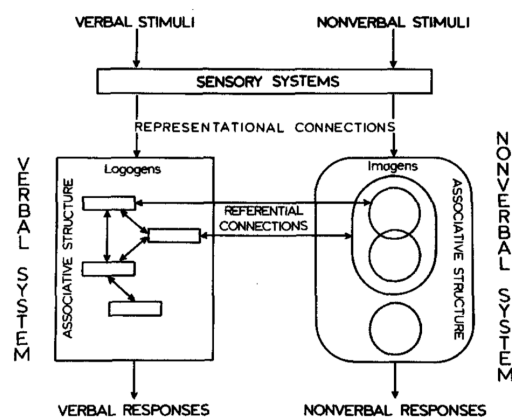 VERBAL STIMULI
NONVERBAL STIMULI
SENSORY SYSTEMS
REPRESENTATIONAL CONNECTIONS
VERBAL SYSTEM
ASSOCIATIVE STRUCTURE
Logogens
REFERENTIAL
CONNECTIONS
Imagens
ASSOCIATIVE STRUCTURE
NONVERBAL SYSTEM
VERBAL RESPONSES
NONVERBAL RESPONSES